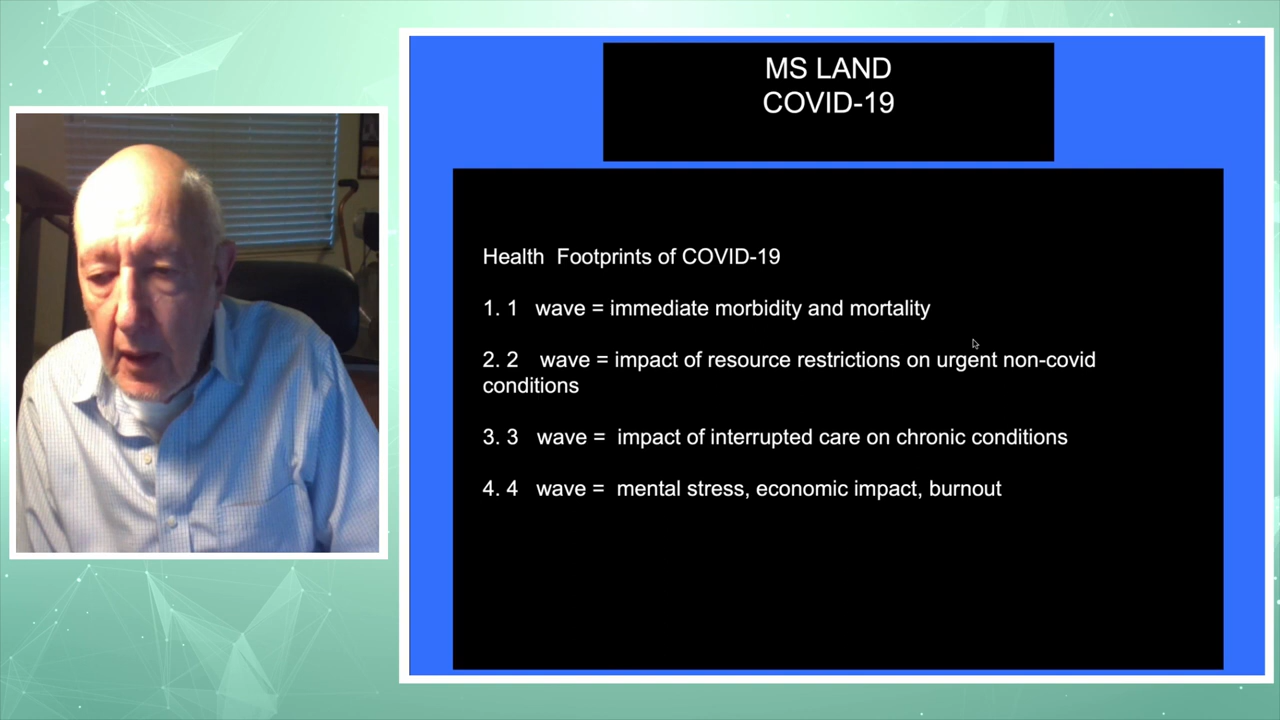 MS LAND
COVID-19
Health Footprints of COVID-19
1. 1 wave = immediate morbidity and mortality
2. 2 wave = impact of resource restrictions on urgent non-covid
conditions
3. 3 wave = impact of interrupted care on chronic conditions
4. 4 wave = mental stress, economic impact, burnout